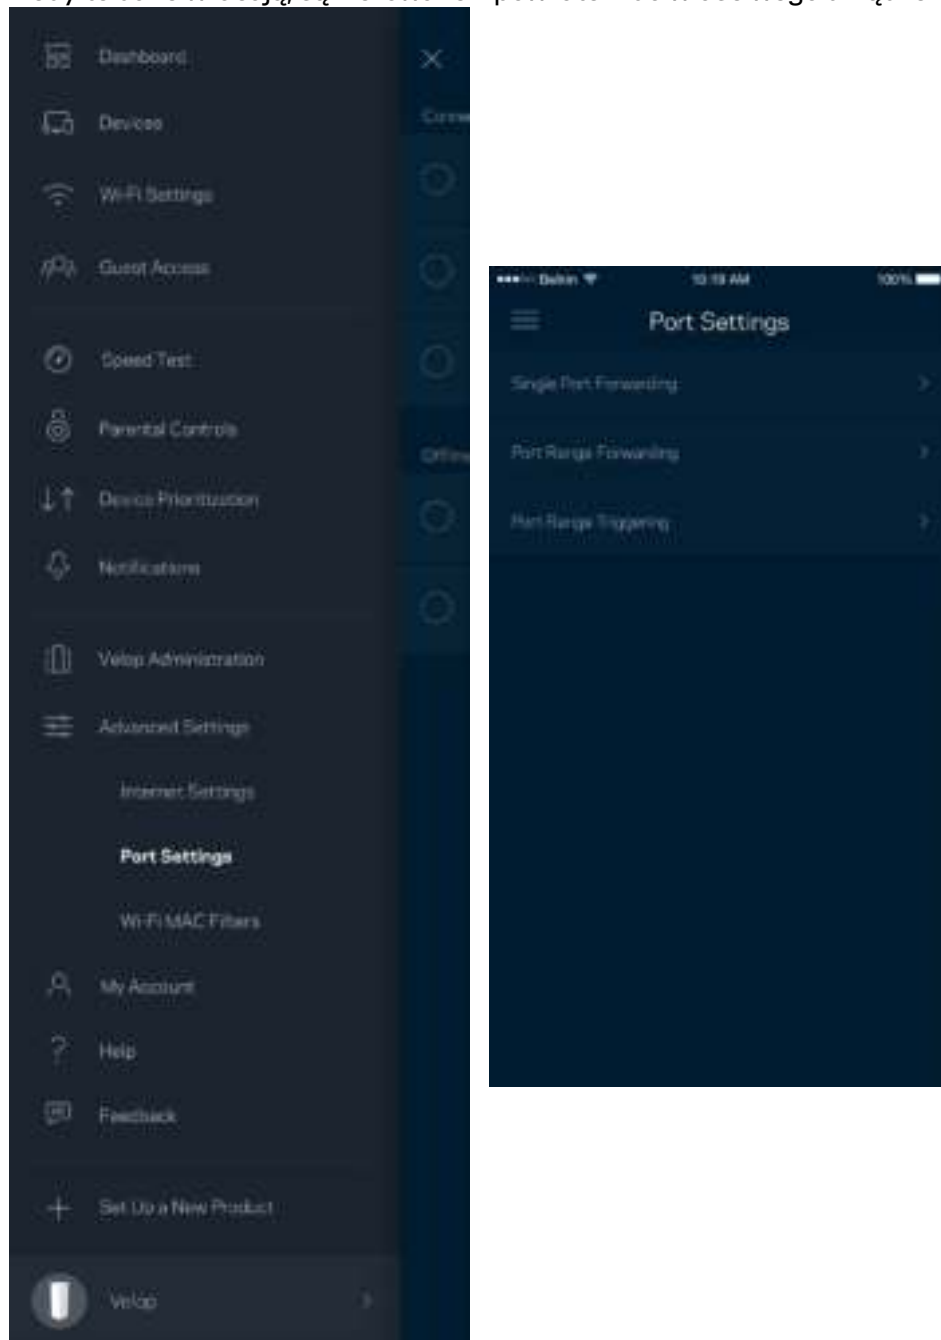 Dashboard
Devices
Wi-Fi Settings
Guest Access
Speed Test
Parental Controls
Device Prioritization
Notifications
Velop Administration
Advanced Settings
Internet Settings
Port Settings
Wi-Fi MAC Filters
My Account
Help
Feedback
Set Up a New Product
Velop
Conne
Offline
Belkin 10:19 AM 100%
Port Settings
Single Port Forwarding
Port Range Forwarding
Port Range Triggering